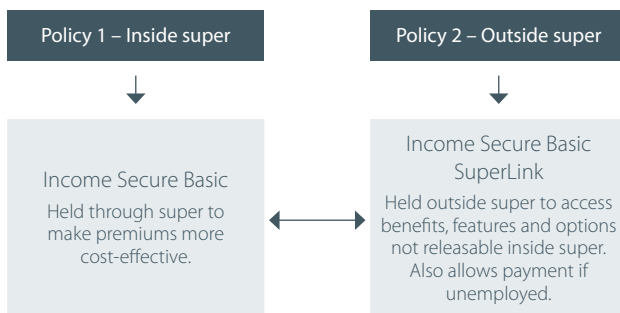 Policy 1 – Inside super
Policy 2 – Outside super
Income Secure Basic
Held through super to
make premiums more
cost-effective.
Income Secure Basic
SuperLink
Held outside super to access
benefits, features and options
not releasable inside super.
Also allows payment if
unemployed.